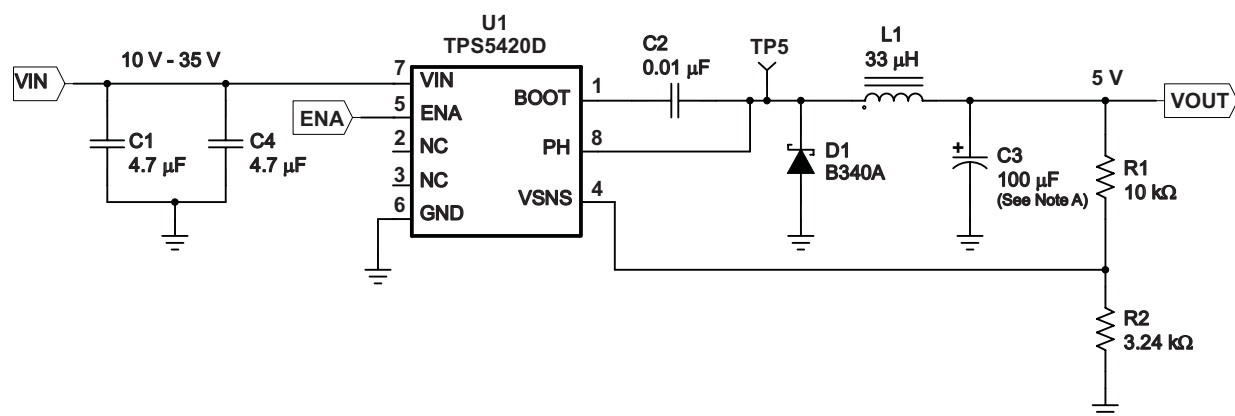 U1
TPS5420D
10 V - 35 V
VIN
ENA
7
VIN
5
ENA
2
NC
3
NC
6
GND
BOOT
1
PH
8
VSNS
4
C1
4.7 µF
C4
4.7 µF
C2
0.01 µF
TP5
L1
33 µH
D1
B340A
+
C3
100 µF
(See Note A)
5 V
VOUT
R1
10 kΩ
R2
3.24 kΩ